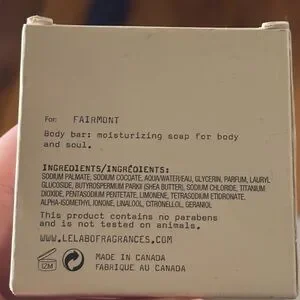 For: FAIRMONT
Body bar: moisturizing soap for body
and soul.
INGREDIENTS/INGRÉDIENTS:
SODIUM PALMATE, SODIUM COCOATE, AQUA/WATER/EAU, GLYCERIN, PARFUM, LAURYL
GLUCOSIDE, BUTYROSPERMUM PARKII (SHEA BUTTER), SODIUM CHLORIDE, TITANIUM
DIOXIDE, PENTASODIUM PENTETATE, LIMONENE, TETRASODIUM ETIDRONATE,
ALPHA-ISOMETHYL IONONE, LINALOOL, CITRONELLOL, GERANIOL
This product contains no parabens
and is not tested on animals.
WWW.LELABOFRAGRANCES.COM
12M
MADE IN CANADA
FABRIQUÉ AU CANADA